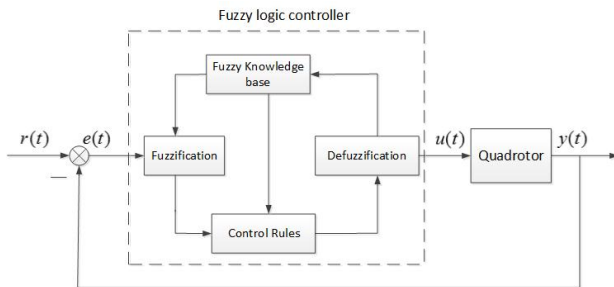 Fuzzy logic controller
Fuzzy Knowledge
base
r(t)
e(t)
Fuzzification
Defuzzification
u(t)
Quadrotor
y(t)
—
Control Rules